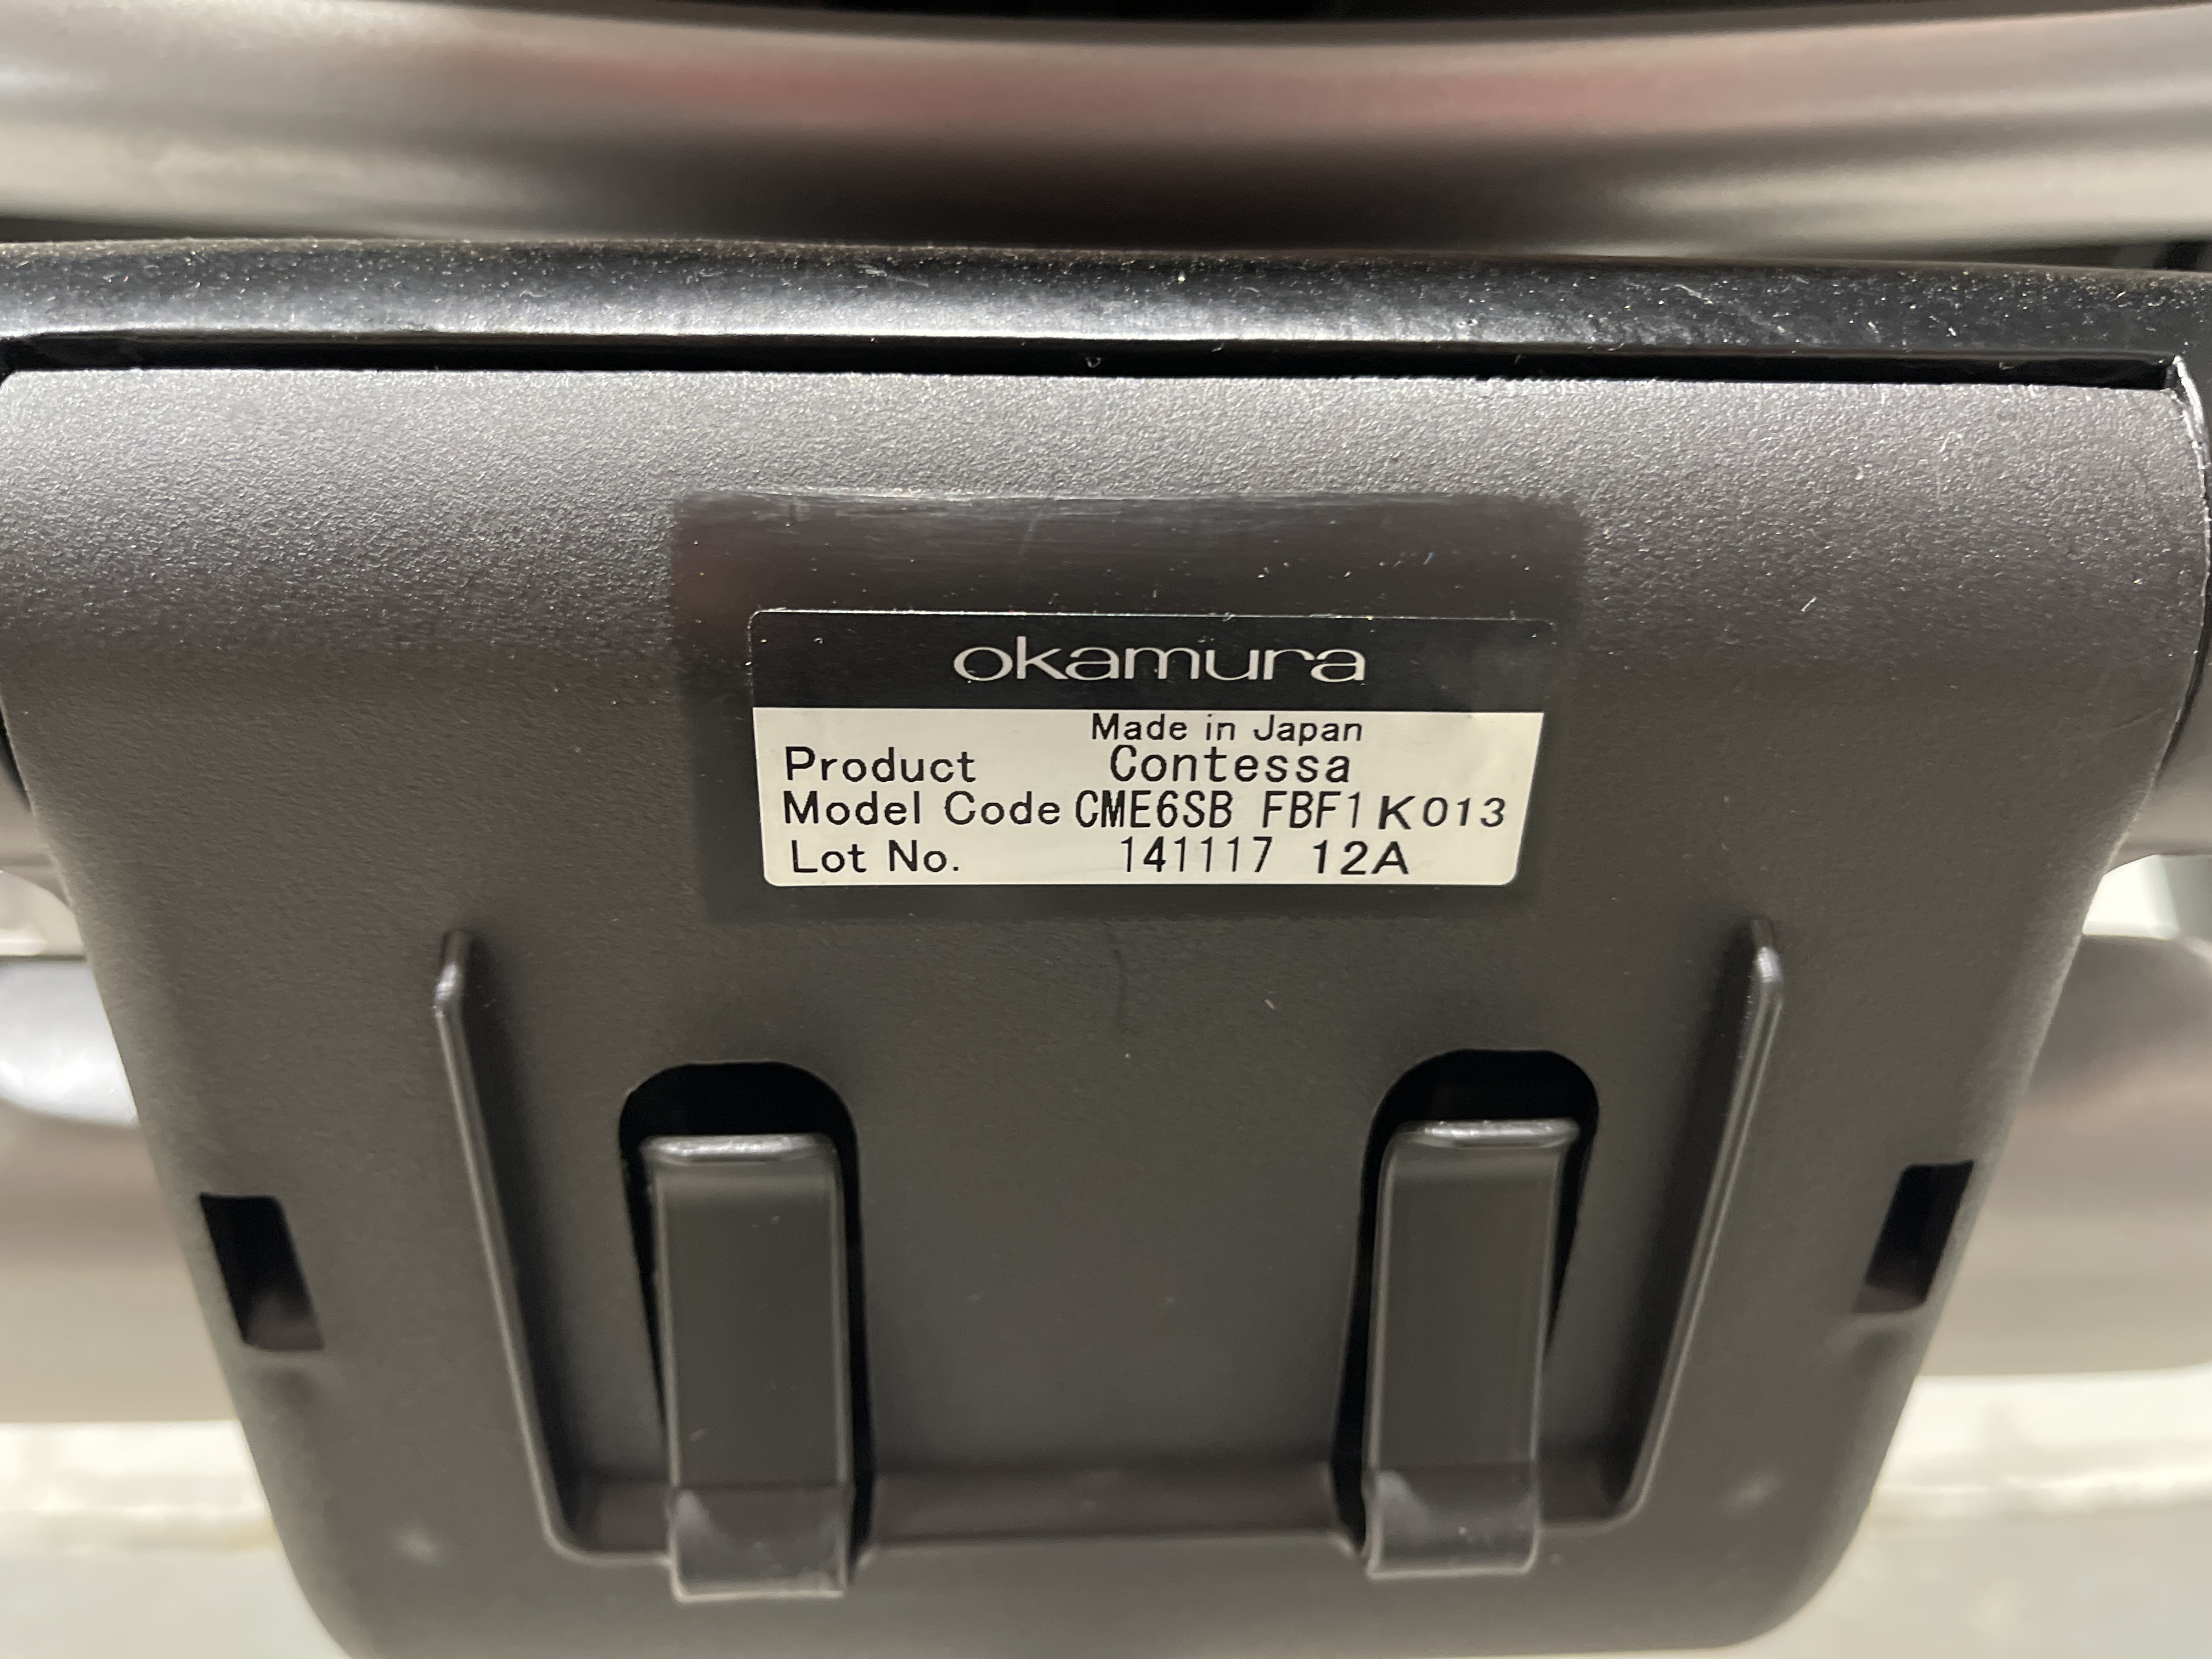 okamura
Made in Japan
Product Contessa
Model Code CME6SB FBF1 K013
Lot No. 141117 12A